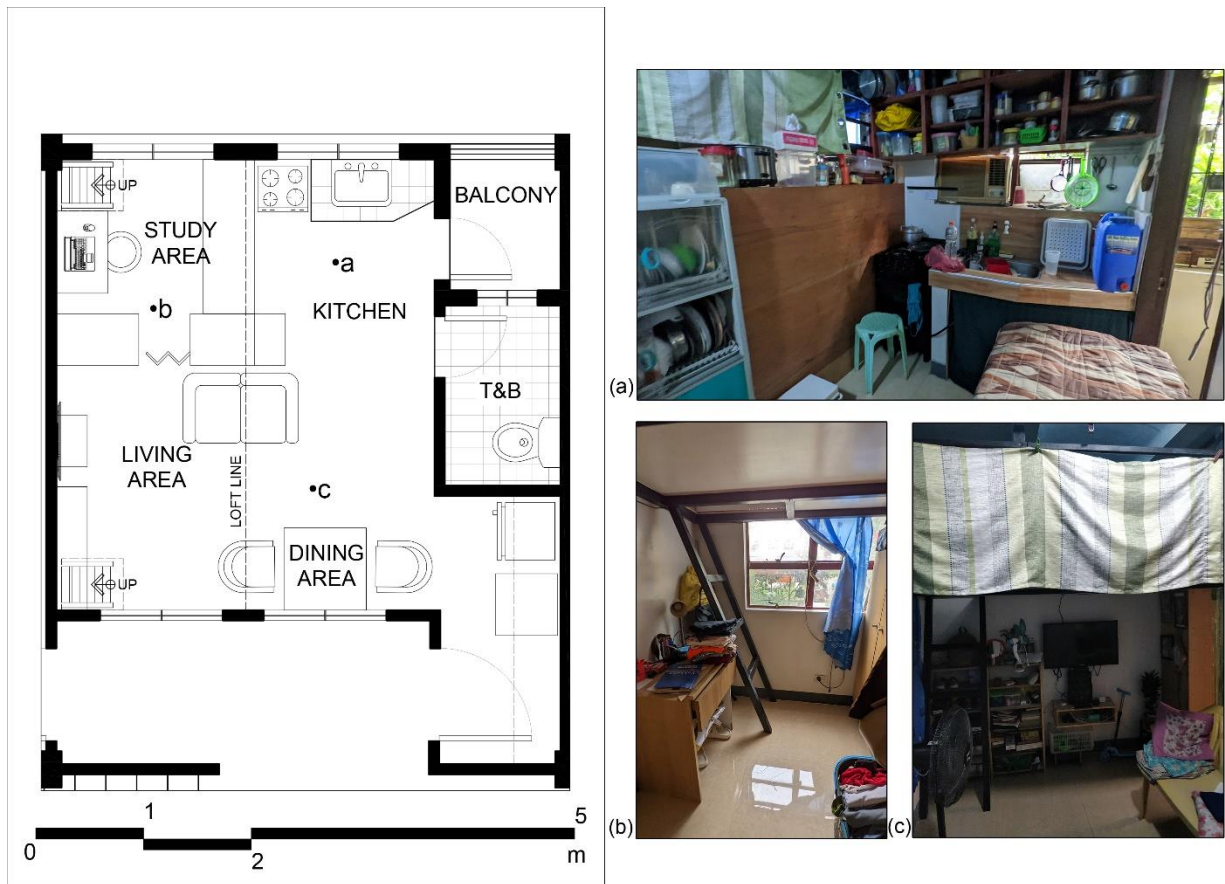 UP
STUDY
AREA
BALCONY
a
b
KITCHEN
T&B
LIVING
AREA
LOFT LINE
c
DINING
AREA
UP
1
5
0
2
m
(a)
(b)
(c)